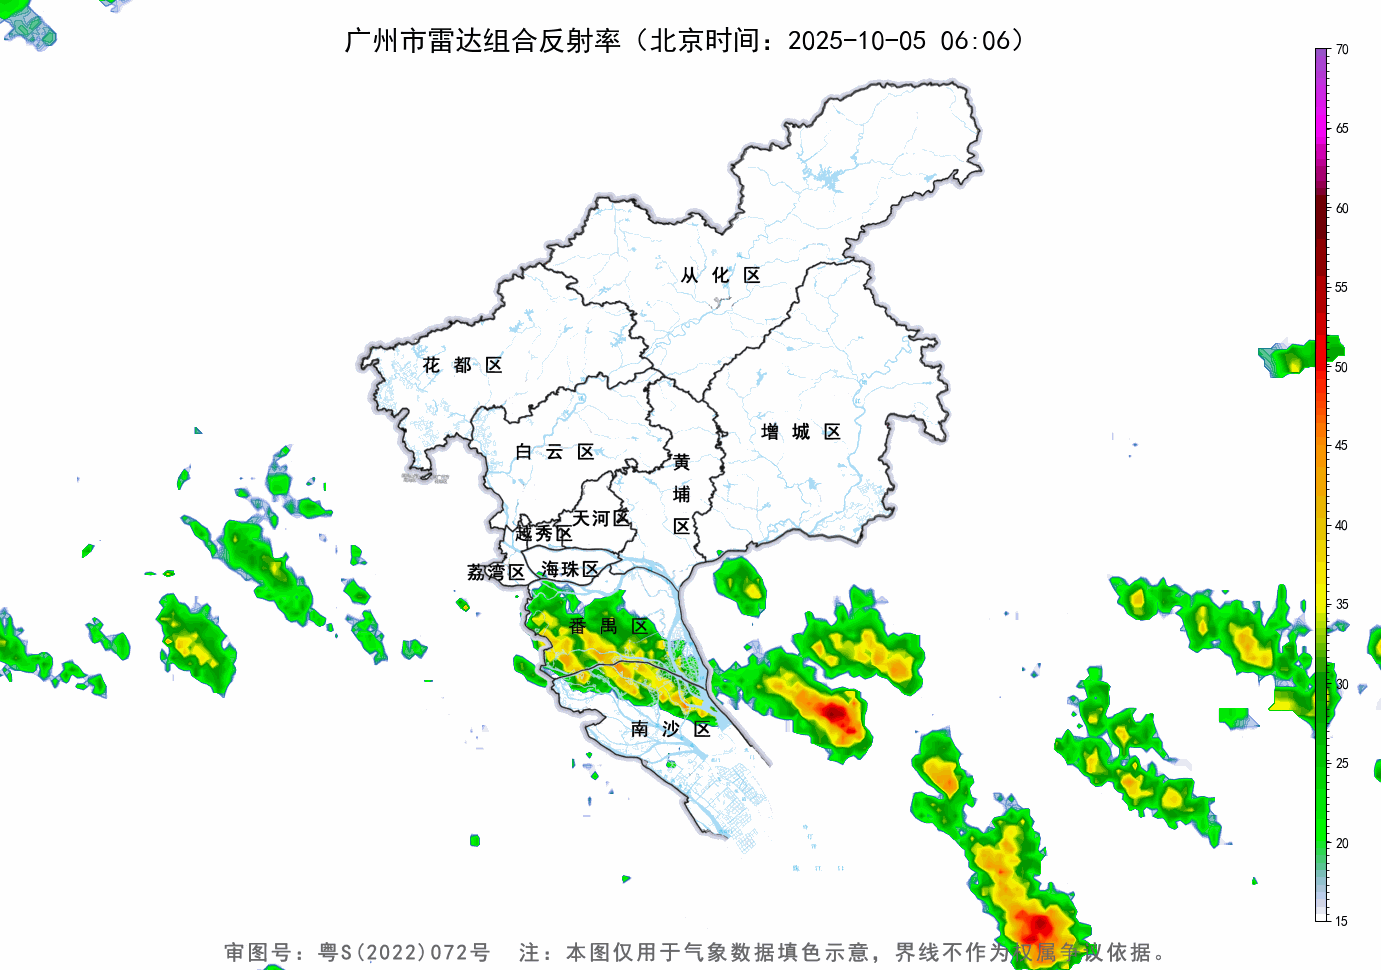 广州市雷达组合反射率（北京时间：2025-10-05 06:06）
70
65
60
55
50
45
40
35
30
25
20
15
从化区
花都区
增城区
白云区
黄埔区
天河区
越秀区
荔湾区
海珠区
番禺区
南沙区
审图号：粤S(2022)072号 注：本图仅用于气象数据填色示意，界线不作为权属争议依据。